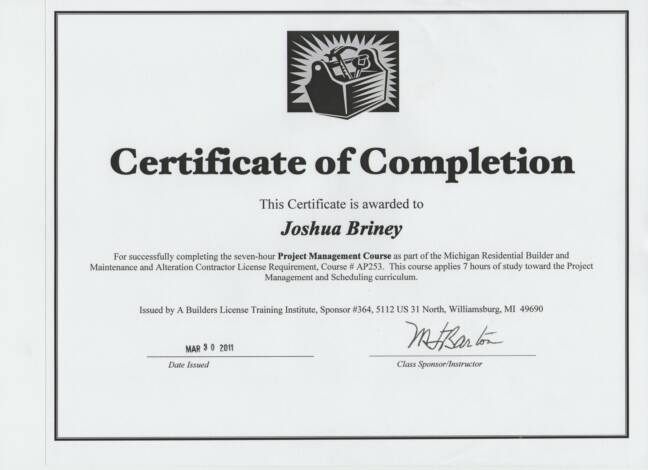 Certificate of Completion
This Certificate is awarded to
Joshua Briney
For successfully completing the seven-hour Project Management Course as part of the Michigan Residential Builder and
Maintenance and Alteration Contractor License Requirement, Course # AP253. This course applies 7 hours of study toward the Project
Management and Scheduling curriculum.
Issued by A Builders License Training Institute, Sponsor #364, 5112 US 31 North, Williamsburg, MI 49690
MAR 30 2011
Date Issued
Barton
Class Sponsor/Instructor